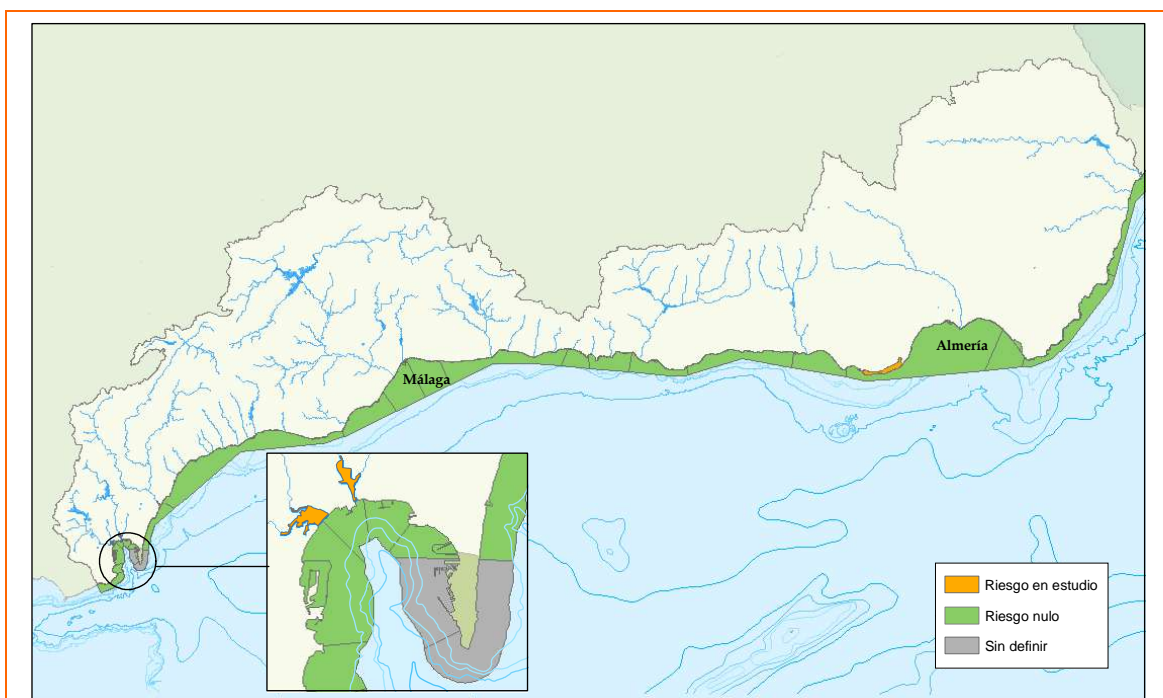 Málaga
Almería
Riesgo en estudio
Riesgo nulo
Sin definir